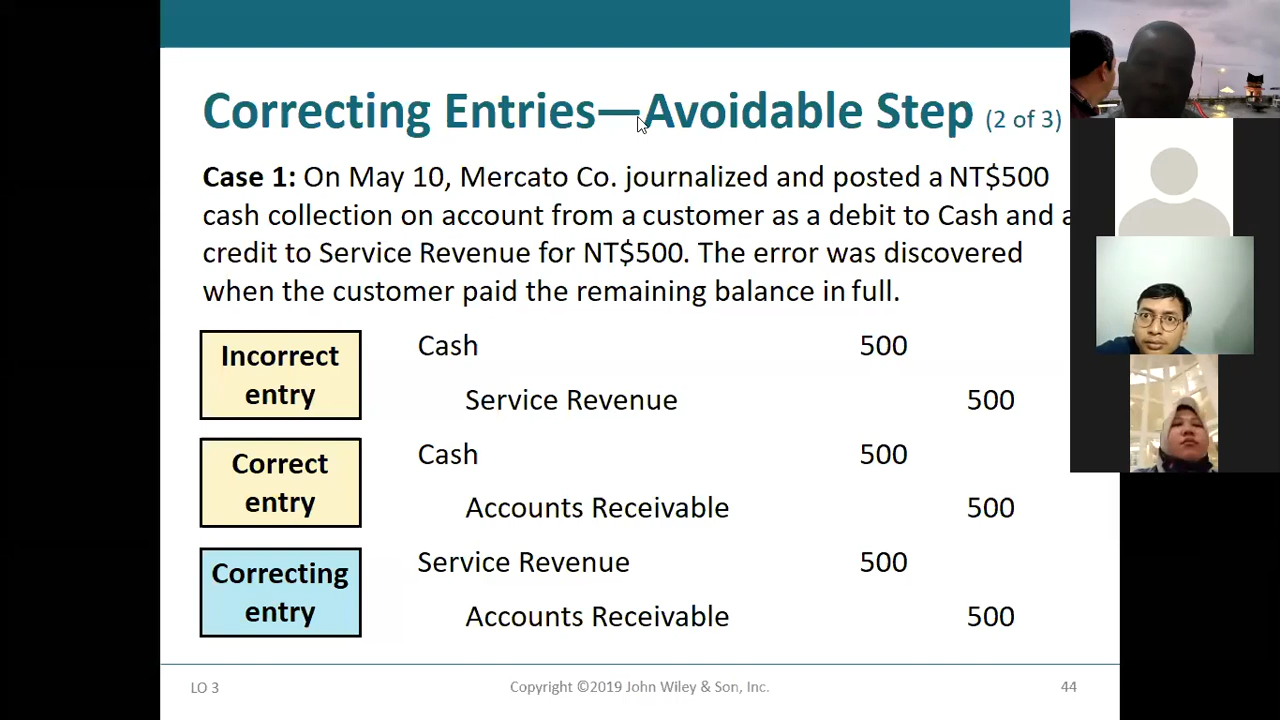 Correcting Entries—Avoidable Step (2 of 3)
Case 1: On May 10, Mercato Co. journalized and posted a NT$500
cash collection on account from a customer as a debit to Cash and a
credit to Service Revenue for NT$500. The error was discovered
when the customer paid the remaining balance in full.
Incorrect entry
Cash 500
Service Revenue 500
Correct entry
Cash 500
Accounts Receivable 500
Correcting entry
Service Revenue 500
Accounts Receivable 500
LO 3 Copyright ©2019 John Wiley & Son, Inc. 44